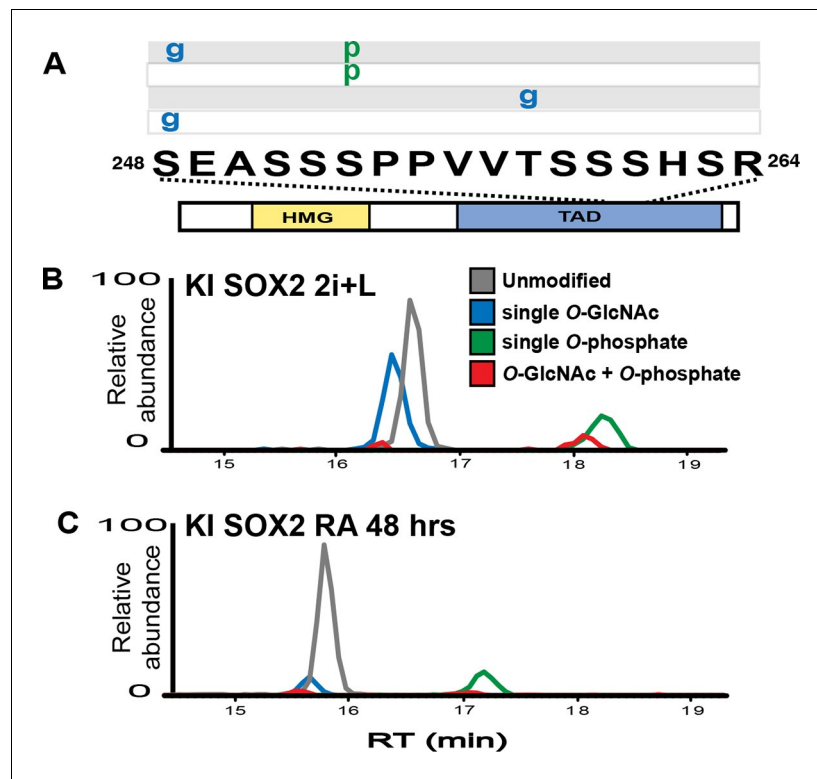 A
g p
p
g
g
248 SEASSSPPVVTSSSHSR 264
HMG TAD
B
100 KI SOX2 2i+L
Relative abundance
0
Unmodified
single O-GlcNAc
single O-phosphate
O-GlcNAc + O-phosphate
15 16 17 18 19
C
100 KI SOX2 RA 48 hrs
Relative abundance
0
15 16 17 18 19
RT (min)